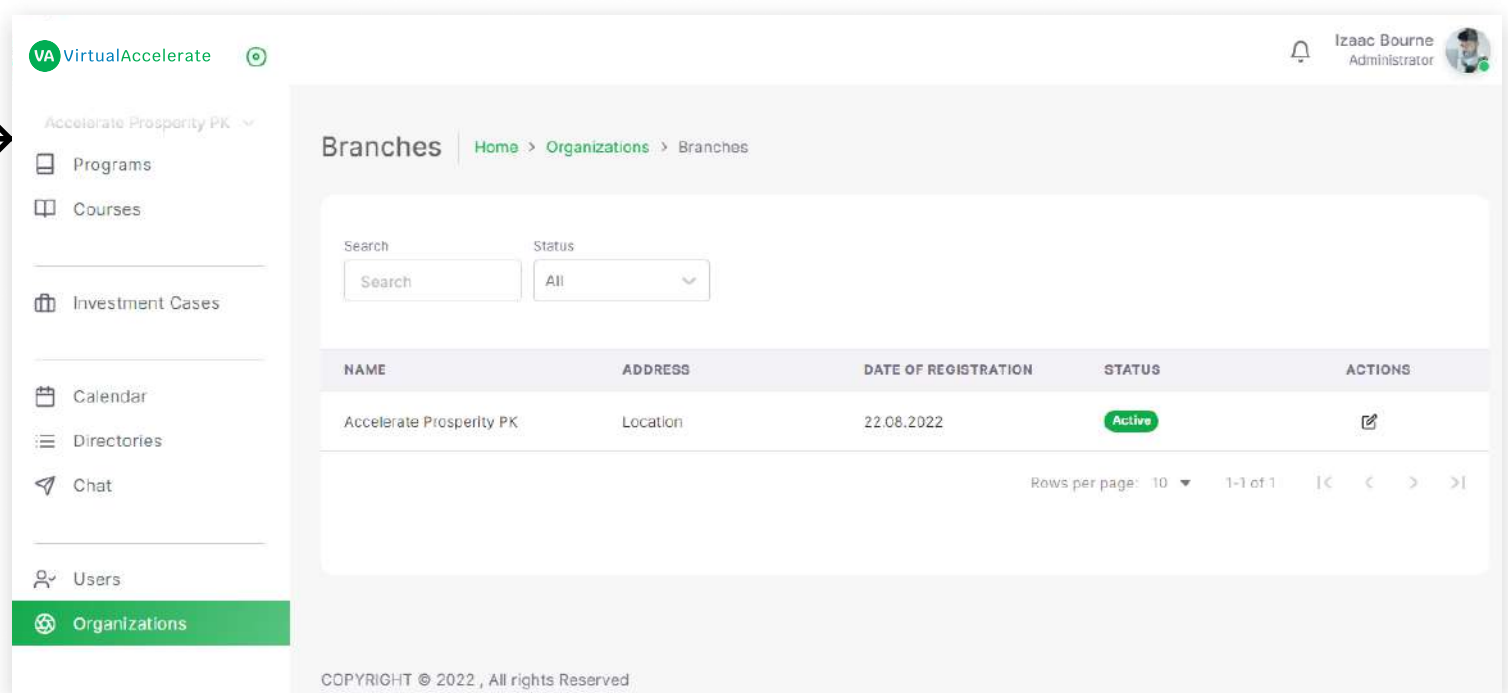 VA VirtualAccelerate
Izaac Bourne
Administrator
Accelerate Prosperity PK
Programs
Courses
Investment Cases
Calendar
Directories
Chat
Users
Organizations
Branches
Home > Organizations > Branches
Search Status
Search All
NAME ADDRESS DATE OF REGISTRATION STATUS ACTIONS
Accelerate Prosperity PK Location 22.08.2022 Active
Rows per page: 10 1-1 of 1
COPYRIGHT © 2022 , All rights Reserved